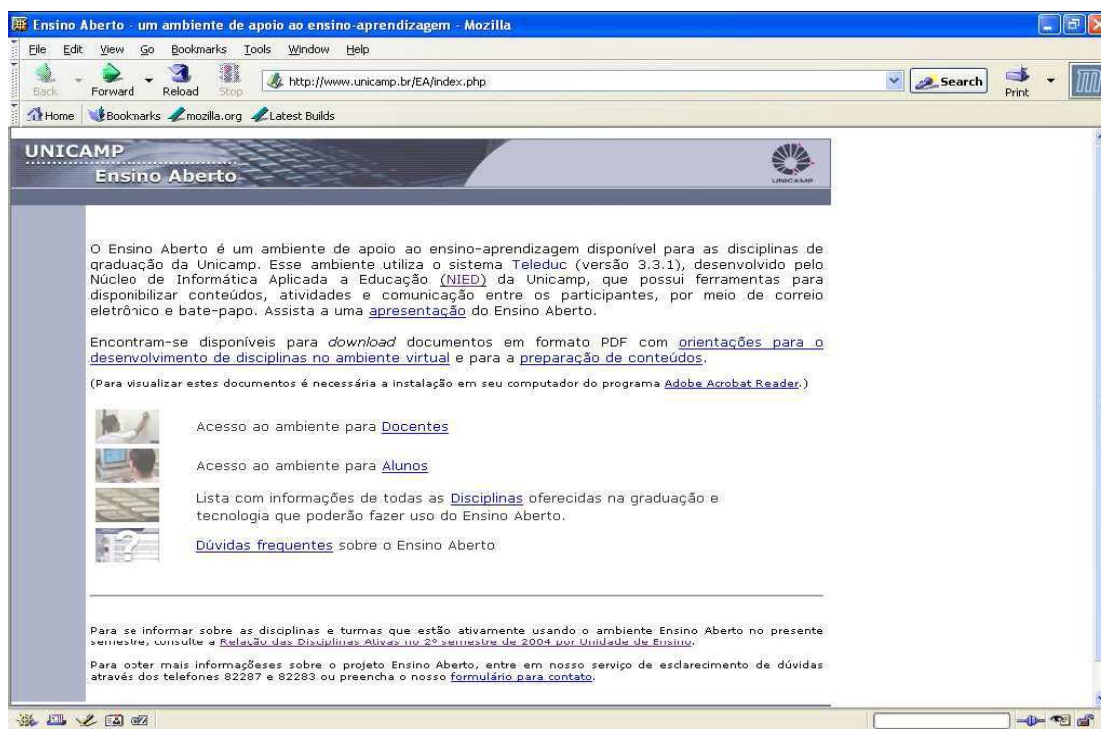 Ensino Aberto - um ambiente de apoio ao ensino-aprendizagem - Mozilla
File Edit View Go Bookmarks Tools Window Help
Back Forward Reload Stop http://www.unicamp.br/EA/index.php Search Print
Home Bookmarks mozilla.org Latest Builds
UNICAMP
Ensino Aberto
UNICAMP
O Ensino Aberto é um ambiente de apoio ao ensino-aprendizagem disponível para as disciplinas de
graduação da Unicamp. Esse ambiente utiliza o sistema Teleduc (versão 3.3.1), desenvolvido pelo
Núcleo de Informática Aplicada a Educação (NIED) da Unicamp, que possui ferramentas para
disponibilizar conteúdos, atividades e comunicação entre os participantes, por meio de correio
eletrônico e bate-papo. Assista a uma apresentação do Ensino Aberto.
Encontram-se disponíveis para download documentos em formato PDF com orientações para o
desenvolvimento de disciplinas no ambiente virtual e para a preparação de conteúdos.
(Para visualizar estes documentos é necessária a instalação em seu computador do programa Adobe Acrobat Reader.)
Acesso ao ambiente para Docentes
Acesso ao ambiente para Alunos
Lista com informações de todas as Disciplinas oferecidas na graduação e
tecnologia que poderão fazer uso do Ensino Aberto.
Dúvidas frequentes sobre o Ensino Aberto
Para se informar sobre as disciplinas e turmas que estão ativamente usando o ambiente Ensino Aberto no presente
semestre, consulte a Relação das Disciplinas Ativas no 2º semestre de 2004 por Unidade de Ensino.
Para obter mais informaçõeses sobre o projeto Ensino Aberto, entre em nosso serviço de esclarecimento de dúvidas
através dos telefones 82287 e 82283 ou preencha o nosso formulário para contato.